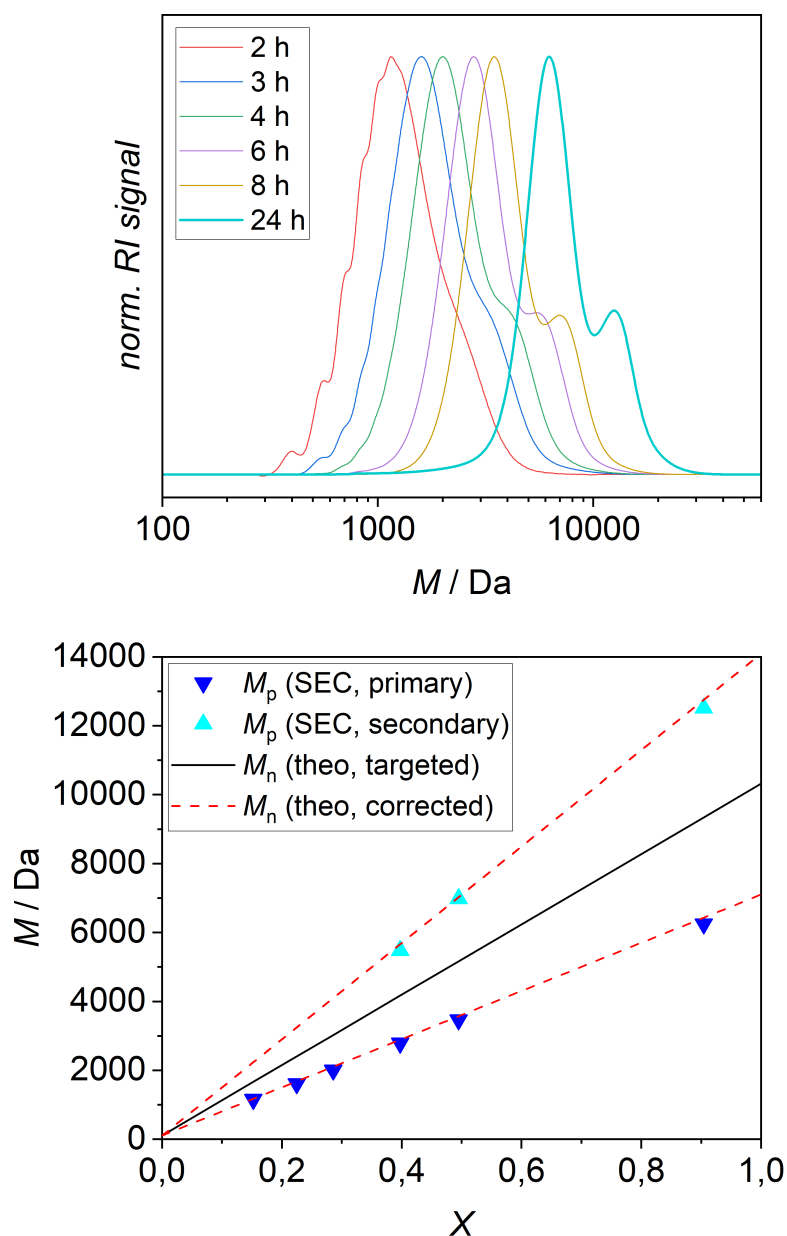 2 h
3 h
4 h
6 h
8 h
24 h
norm. RI signal
100 1000 10000
M / Da
14000
12000
10000
8000
6000
4000
2000
0
M / Da
Mp (SEC, primary)
Mp (SEC, secondary)
Mn (theo, targeted)
Mn (theo, corrected)
0,0 0,2 0,4 0,6 0,8 1,0
X